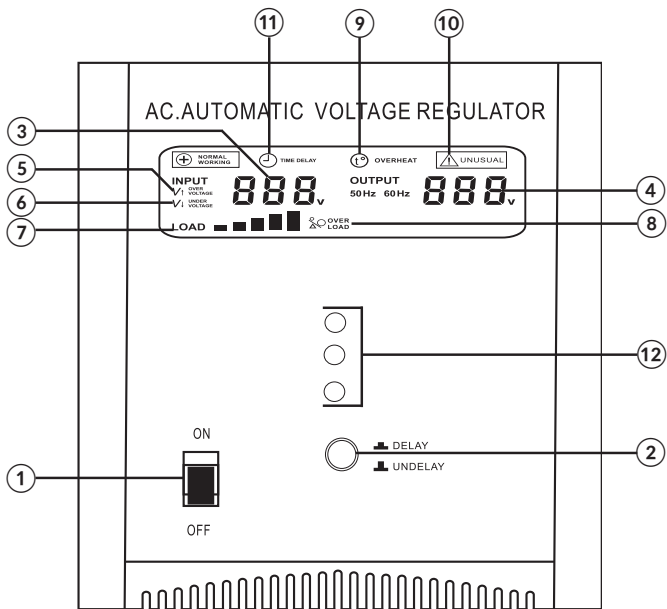 11
9
10
AC.AUTOMATIC VOLTAGE REGULATOR
3
NORMAL WORKING
TIME DELAY
t° OVERHEAT
UNUSUAL
5
INPUT
V↑ OVER VOLTAGE
888v
OUTPUT
50Hz 60Hz
888v
4
6
V↓ UNDER VOLTAGE
7
LOAD
OVER LOAD
8
12
ON
DELAY
2
UNDELAY
1
OFF